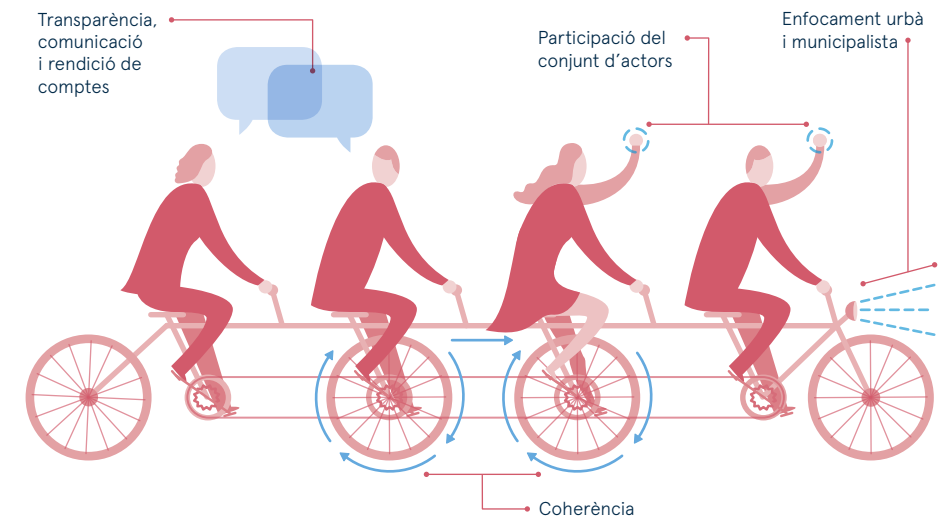 Transparència,
comunicació
i rendició de
comptes
Participació del
conjunt d’actors
Enfocament urbà
i municipalista
Coherència